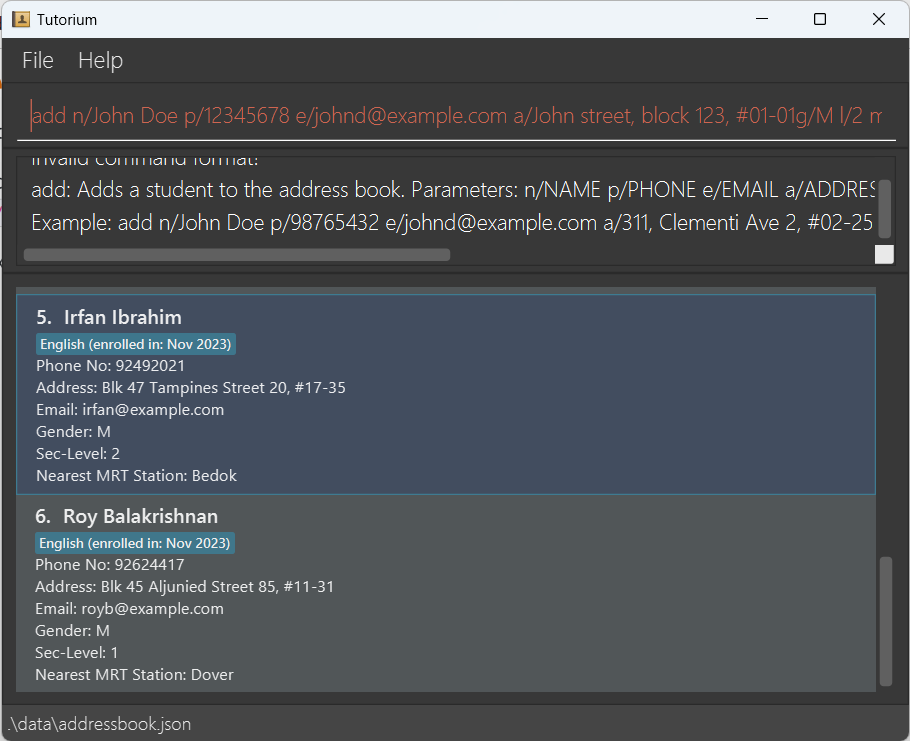 Tutorium
File Help
add n/John Doe p/12345678 e/johnd@example.com a/John street, block 123, #01-01g/M l/2 m
Invalid command format!
add: Adds a student to the address book. Parameters: n/NAME p/PHONE e/EMAIL a/ADDRES
Example: add n/John Doe p/98765432 e/johnd@example.com a/311, Clementi Ave 2, #02-25
5. Irfan Ibrahim
English (enrolled in: Nov 2023)
Phone No: 92492021
Address: Blk 47 Tampines Street 20, #17-35
Email: irfan@example.com
Gender: M
Sec-Level: 2
Nearest MRT Station: Bedok
6. Roy Balakrishnan
English (enrolled in: Nov 2023)
Phone No: 92624417
Address: Blk 45 Aljunied Street 85, #11-31
Email: royb@example.com
Gender: M
Sec-Level: 1
Nearest MRT Station: Dover
.\data\addressbook.json